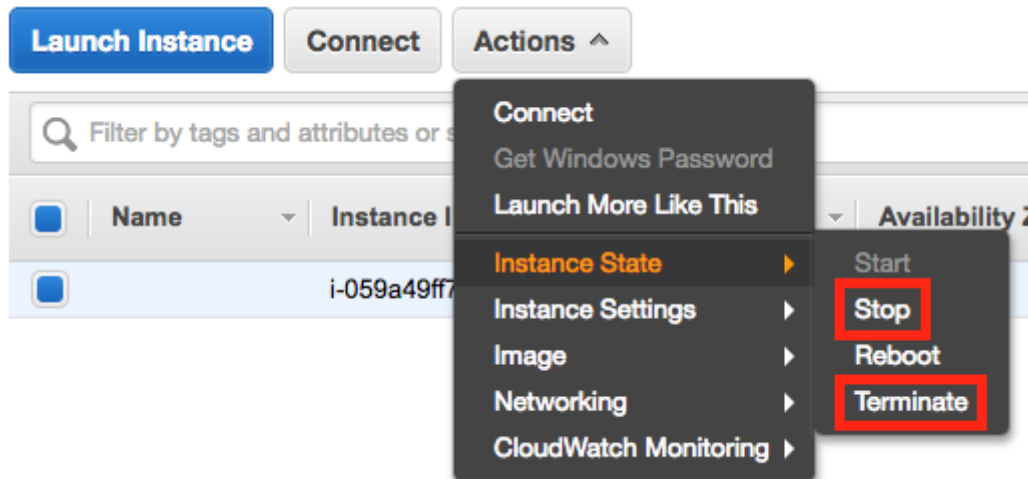 Launch Instance Connect Actions
Filter by tags and attributes or
Name Instance Availability
i-059a49ff7
Connect
Get Windows Password
Launch More Like This
Instance State
Instance Settings
Image
Networking
CloudWatch Monitoring
Start
Stop
Reboot
Terminate